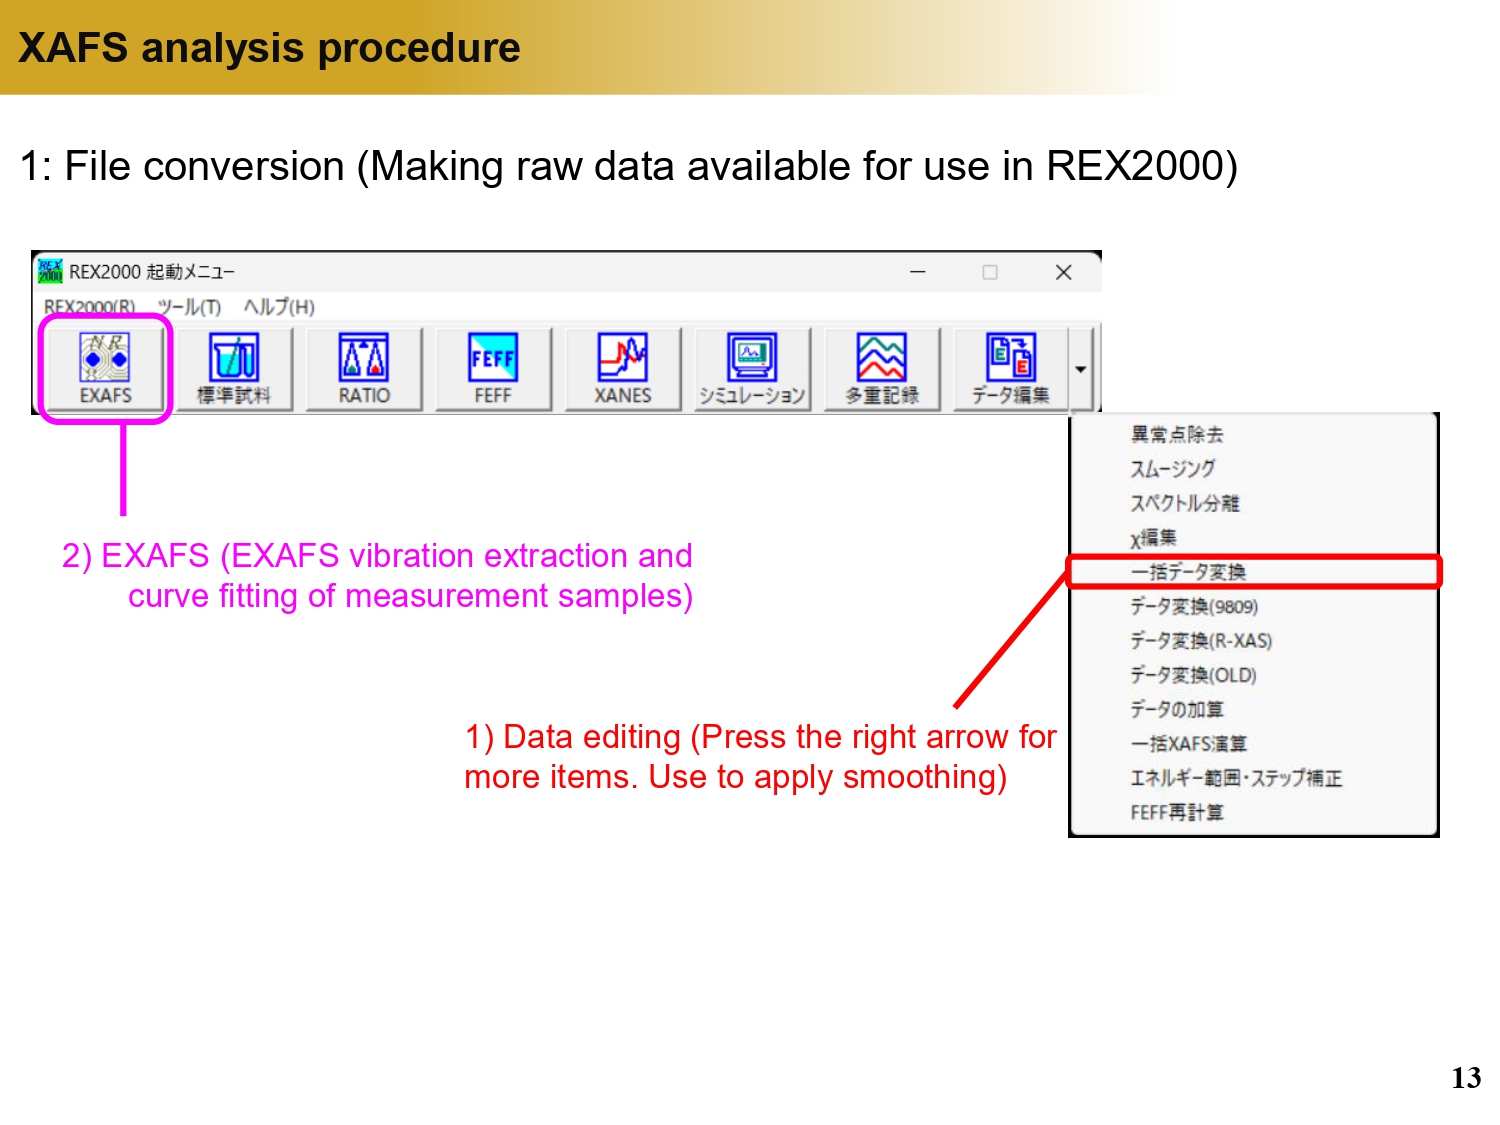 XAFS analysis procedure
1: File conversion (Making raw data available for use in REX2000)
REX2000 起動メニュー
REX2000(R) ツール(T) ヘルプ(H)
EXAFS 標準試料 RATIO FEFF XANES シミュレーション 多重記録 データ編集
異常点除去
スムージング
スペクトル分離
χ編集
一括データ変換
データ変換(9809)
データ変換(R-XAS)
データ変換(OLD)
データの加算
一括XAFS演算
エネルギー範囲・ステップ補正
FEFF再計算
2) EXAFS (EXAFS vibration extraction and
curve fitting of measurement samples)
1) Data editing (Press the right arrow for
more items. Use to apply smoothing)
13